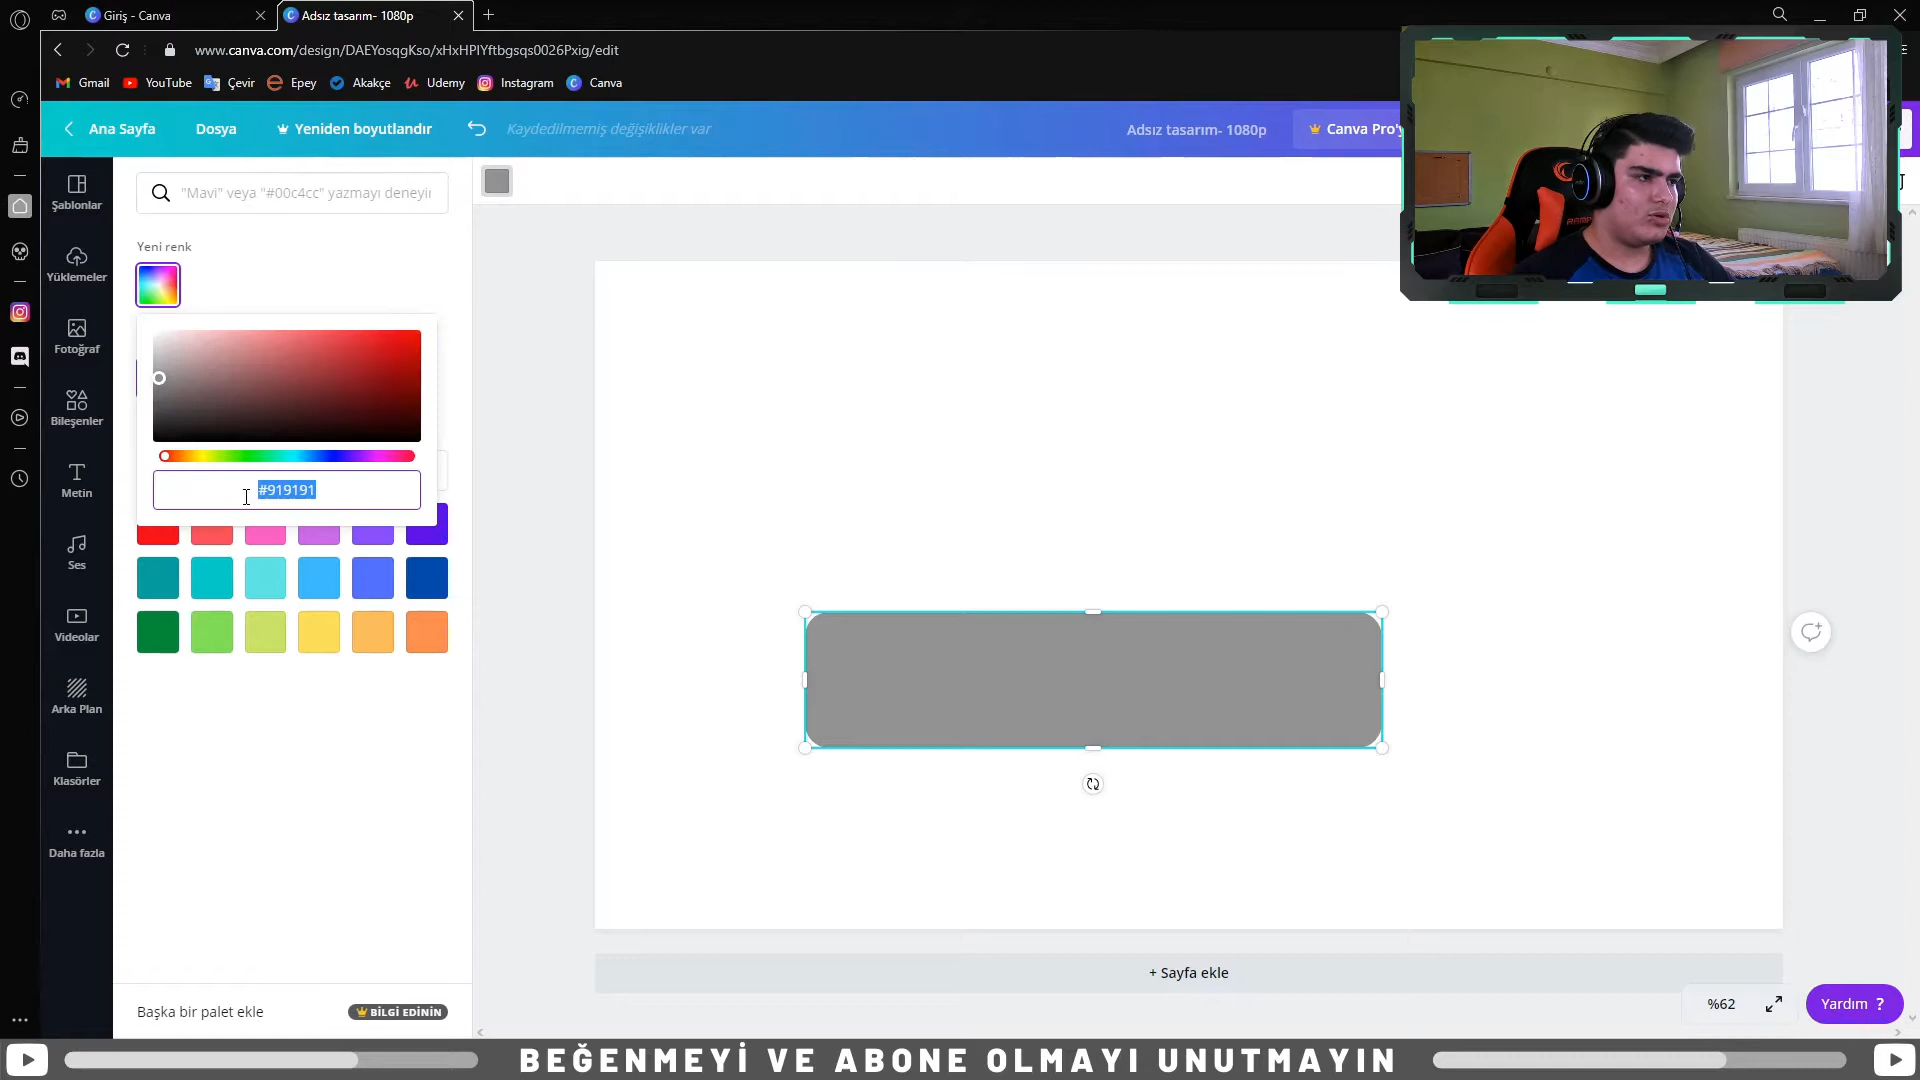 Giriş - Canva
Adsız tasarım- 1080p
www.canva.com/design/DAEYosqgKso/xHxHPIYftbgsqs0026Pxig/edit
Gmail
YouTube
Çevir
Epey
Akakçe
Udemy
Instagram
Canva
Ana Sayfa
Dosya
Yeniden boyutlandır
Kaydedilmemiş değişiklikler var
Adsız tasarım- 1080p
Canva Pro'y
Şablonlar
Yüklemeler
Fotoğraf
Bileşenler
Metin
Ses
Videolar
Arka Plan
Klasörler
Daha fazla
"Mavi" veya "#00c4cc" yazmayı deneyin
Yeni renk
#919191
Başka bir palet ekle
BİLGİ EDİNİN
+ Sayfa ekle
%62
Yardım ?
BEĞENMEYİ VE ABONE OLMAYI UNUTMAYIN